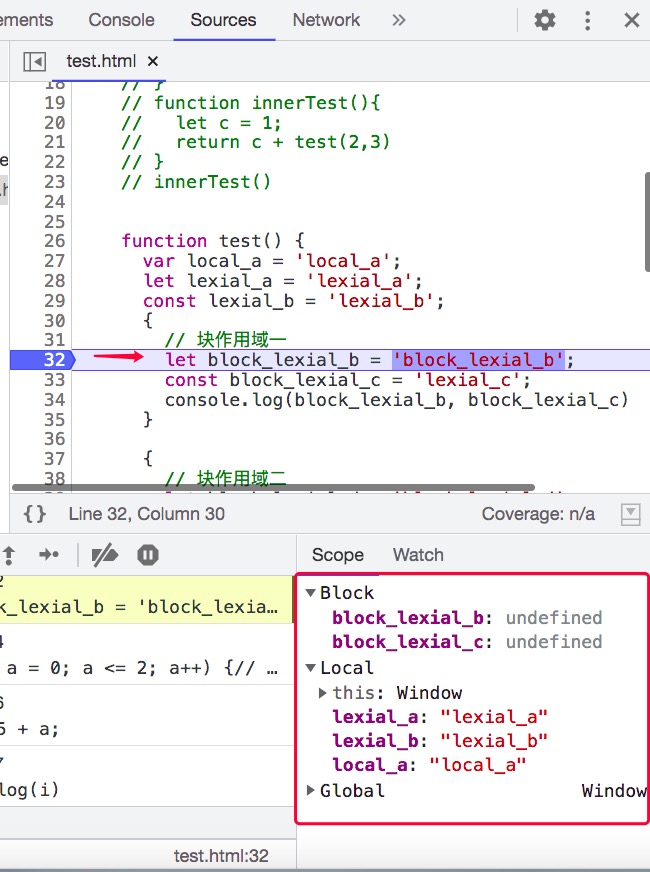 ements Console Sources Network »
test.html ×
18 // }
19 // function innerTest(){
20 // let c = 1;
21 // return c + test(2,3)
22 // }
23 // innerTest()
24
25
26 function test() {
27 var local_a = 'local_a';
28 let lexial_a = 'lexial_a';
29 const lexial_b = 'lexial_b';
30 {
31 // 块作用域一
32 let block_lexial_b = 'block_lexial_b';
33 const block_lexial_c = 'lexial_c';
34 console.log(block_lexial_b, block_lexial_c)
35 }
36
37 {
38 // 块作用域二
{} Line 32, Column 30 Coverage: n/a
Scope Watch
k_lexial_b = 'block_lexia…
a = 0; a <= 2; a++) {// …
5 + a;
log(i)
test.html:32
Block
block_lexial_b: undefined
block_lexial_c: undefined
Local
this: Window
lexial_a: "lexial_a"
lexial_b: "lexial_b"
local_a: "local_a"
Global Window